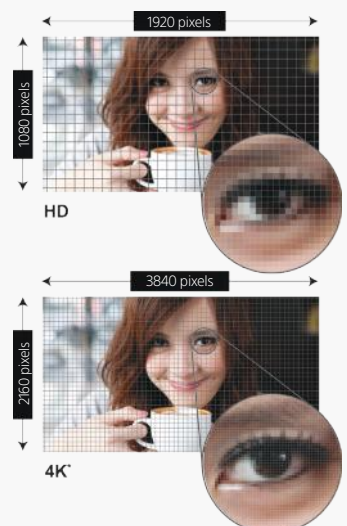 1920 pixels
1080 pixels
HD
3840 pixels
2160 pixels
4K*